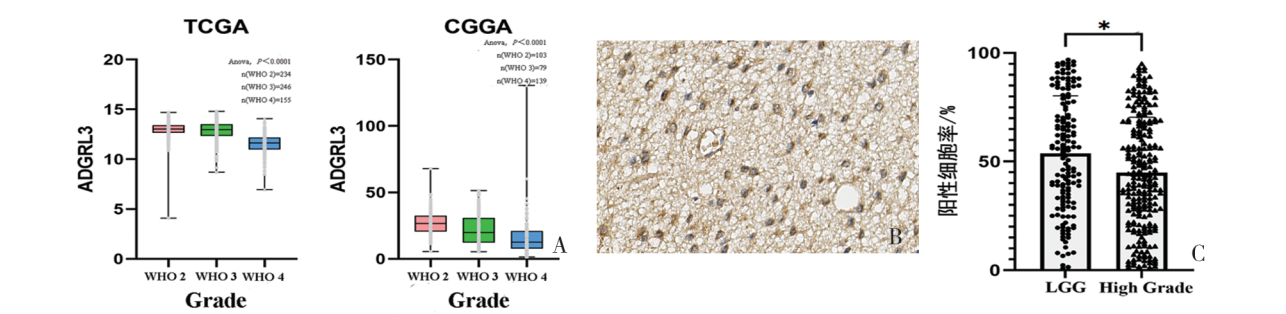 TCGA
Anova, P<0.0001
n(WHO 2)=234
n(WHO 3)=246
n(WHO 4)=155
20
15
10
5
0
ADGRL3
WHO 2 WHO 3 WHO 4
Grade
CGGA
Anova, P<0.0001
n(WHO 2)=103
n(WHO 3)=79
n(WHO 4)=139
150
100
50
0
ADGRL3
WHO 2 WHO 3 WHO 4
Grade
A
B
*
100
50
0
阳性细胞率/%
LGG High Grade
C